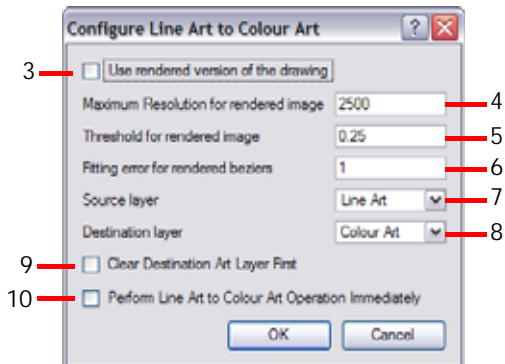 Configure Line Art to Colour Art ?
3 Use rendered version of the drawing
Maximum Resolution for rendered image 2500 4
Threshold for rendered image 0.25 5
Fitting error for rendered beziers 1 6
Source layer Line Art 7
Destination layer Colour Art 8
9 Clear Destination Art Layer First
10 Perform Line Art to Colour Art Operation Immediately
OK Cancel